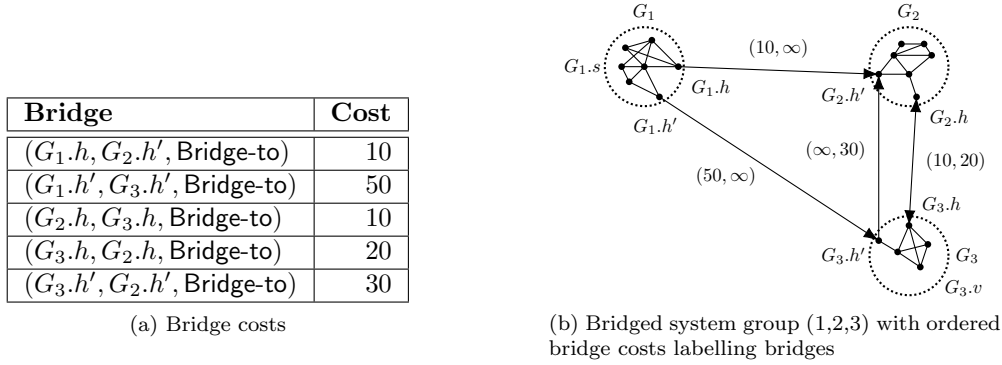 Bridge Cost
(G₁.h, G₂.h′, Bridge-to) 10
(G₁.h′, G₃.h′, Bridge-to) 50
(G₂.h, G₃.h, Bridge-to) 10
(G₃.h, G₂.h, Bridge-to) 20
(G₃.h′, G₂.h′, Bridge-to) 30
(a) Bridge costs
G₁
G₂
(10, ∞)
G₁.s
G₁.h
G₂.h′
G₁.h′
G₂.h
(∞, 30)
(10, 20)
(50, ∞)
G₃.h
G₃.h′
G₃
G₃.v
(b) Bridged system group (1,2,3) with ordered
bridge costs labelling bridges